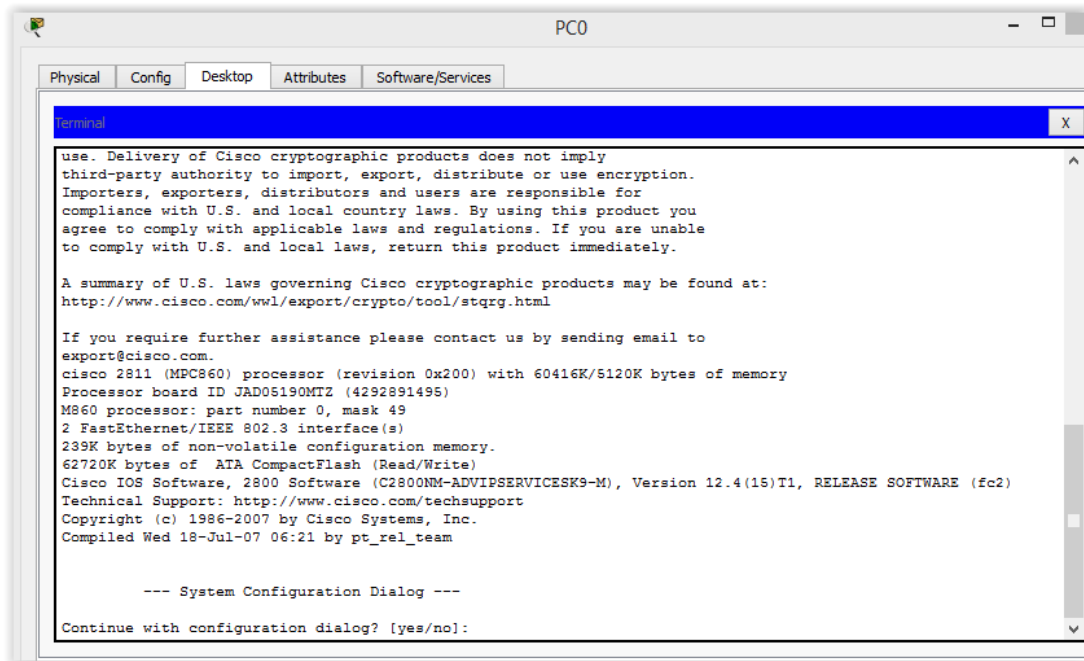 PC0
Physical Config Desktop Attributes Software/Services
Terminal X
use. Delivery of Cisco cryptographic products does not imply
third-party authority to import, export, distribute or use encryption.
Importers, exporters, distributors and users are responsible for
compliance with U.S. and local country laws. By using this product you
agree to comply with applicable laws and regulations. If you are unable
to comply with U.S. and local laws, return this product immediately.
A summary of U.S. laws governing Cisco cryptographic products may be found at:
http://www.cisco.com/wwl/export/crypto/tool/stqrg.html
If you require further assistance please contact us by sending email to
export@cisco.com.
cisco 2811 (MPC860) processor (revision 0x200) with 60416K/5120K bytes of memory
Processor board ID JAD05190MTZ (4292891495)
M860 processor: part number 0, mask 49
2 FastEthernet/IEEE 802.3 interface(s)
239K bytes of non-volatile configuration memory.
62720K bytes of  ATA CompactFlash (Read/Write)
Cisco IOS Software, 2800 Software (C2800NM-ADVIPSERVICESK9-M), Version 12.4(15)T1, RELEASE SOFTWARE (fc2)
Technical Support: http://www.cisco.com/techsupport
Copyright (c) 1986-2007 by Cisco Systems, Inc.
Compiled Wed 18-Jul-07 06:21 by pt_rel_team
--- System Configuration Dialog ---
Continue with configuration dialog? [yes/no]: